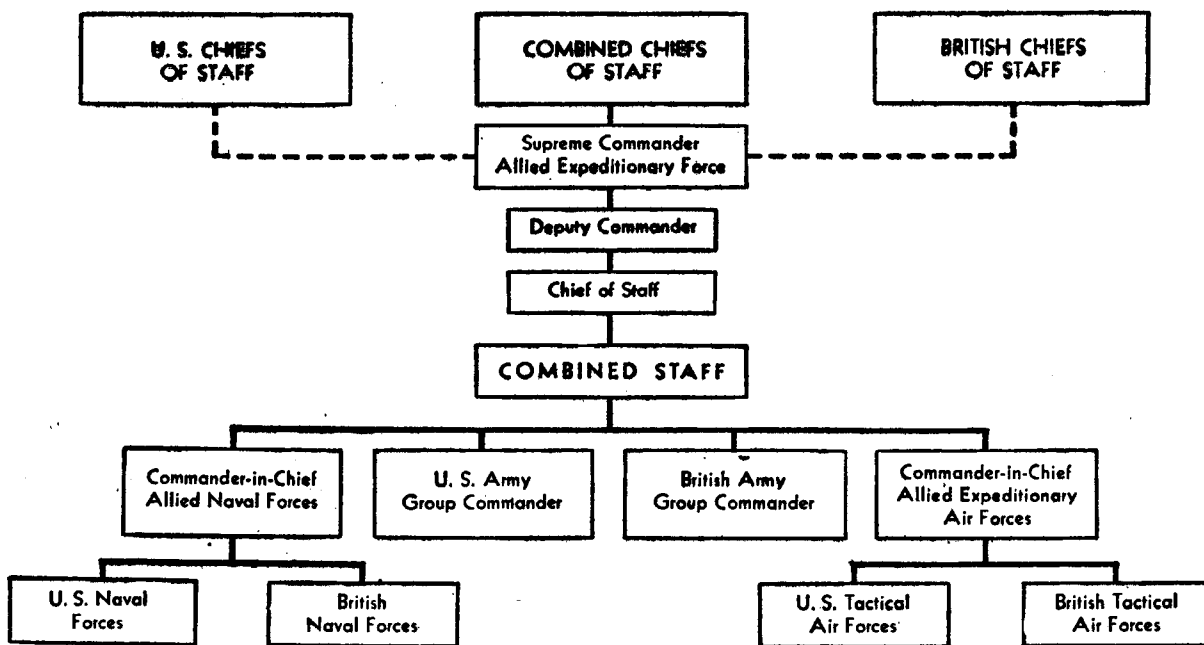 U. S. CHIEFS
OF STAFF
COMBINED CHIEFS
OF STAFF
BRITISH CHIEFS
OF STAFF
Supreme Commander
Allied Expeditionary Force
Deputy Commander
Chief of Staff
COMBINED STAFF
Commander-in-Chief
Allied Naval Forces
U. S. Army
Group Commander
British Army
Group Commander
Commander-in-Chief
Allied Expeditionary
Air Forces
U. S. Naval
Forces
British
Naval Forces
U. S. Tactical
Air Forces
British Tactical
Air Forces